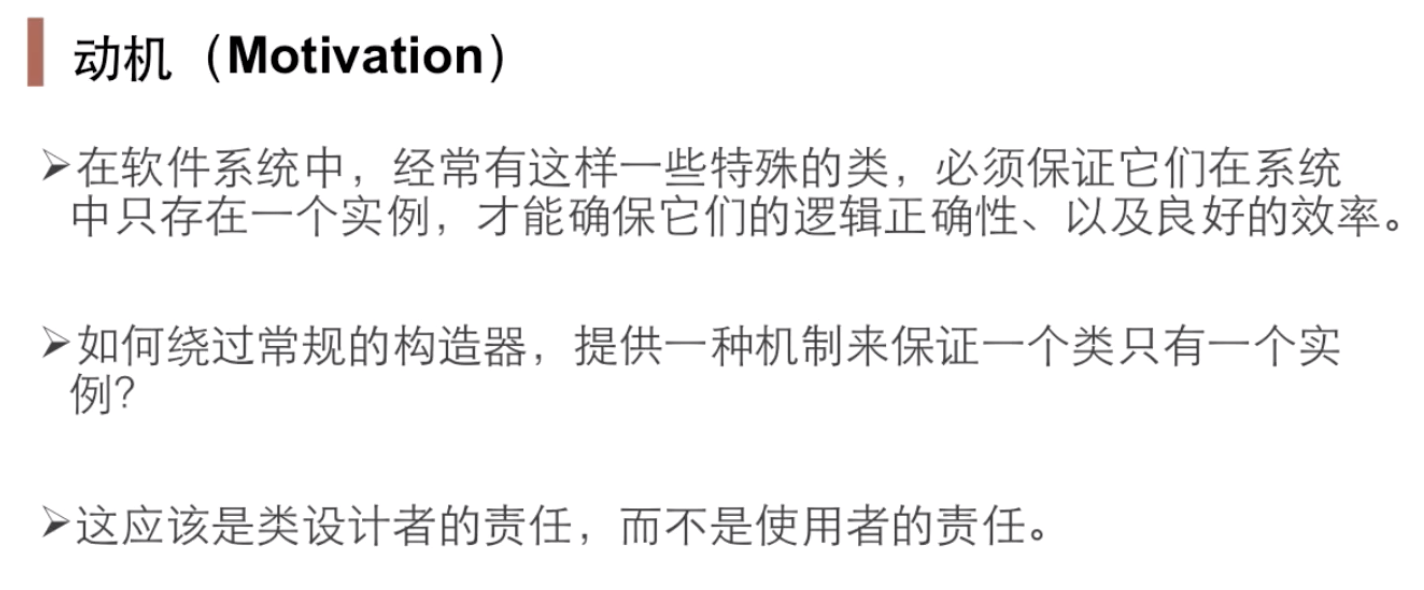 动机（Motivation）
➢在软件系统中，经常有这样一些特殊的类，必须保证它们在系统
中只存在一个实例，才能确保它们的逻辑正确性、以及良好的效率。
➢如何绕过常规的构造器，提供一种机制来保证一个类只有一个实
例？
➢这应该是类设计者的责任，而不是使用者的责任。